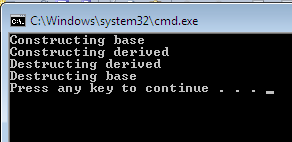 C:\Windows\system32\cmd.exe
Constructing base
Constructing derived
Destructing derived
Destructing base
Press any key to continue . . . _